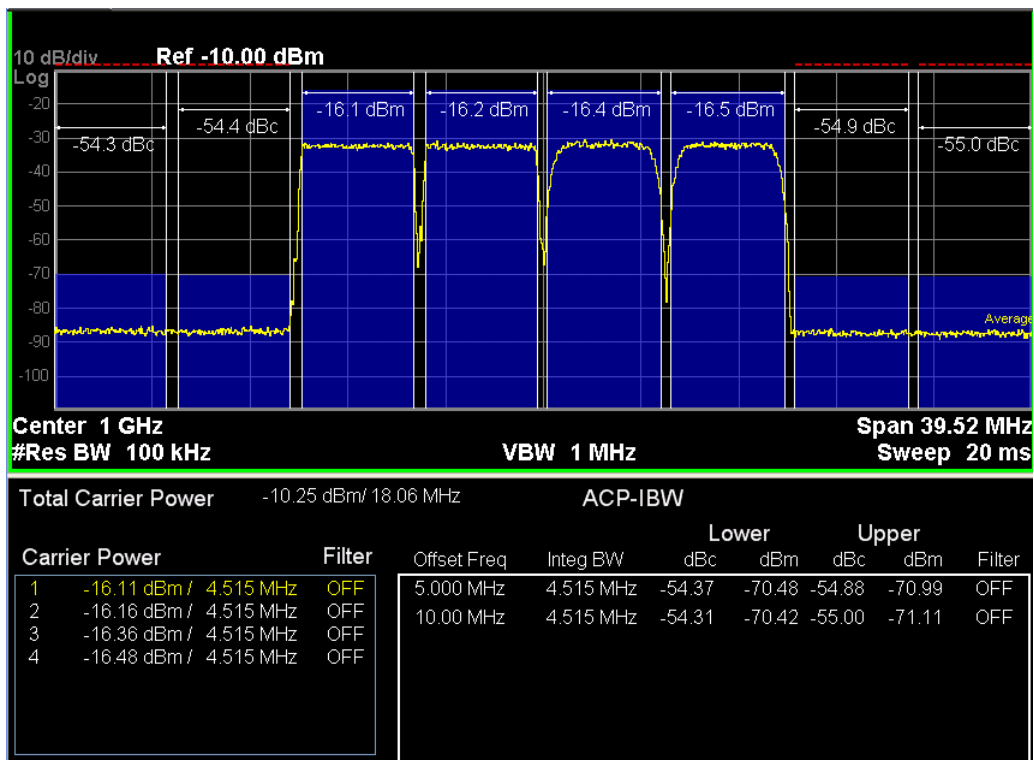 10 dB/div Ref -10.00 dBm
Log
-20
-30
-40
-50
-60
-70
-80
-90
-100
-54.3 dBc
-54.4 dBc
-16.1 dBm
-16.2 dBm
-16.4 dBm
-16.5 dBm
-54.9 dBc
-55.0 dBc
Average
Center 1 GHz Span 39.52 MHz
#Res BW 100 kHz VBW 1 MHz Sweep 20 ms
Total Carrier Power -10.25 dBm/ 18.06 MHz ACP-IBW
Lower Upper
Carrier Power Filter Offset Freq Integ BW dBc dBm dBc dBm Filter
1 -16.11 dBm / 4.515 MHz OFF
2 -16.16 dBm / 4.515 MHz OFF
3 -16.36 dBm / 4.515 MHz OFF
4 -16.48 dBm / 4.515 MHz OFF
5.000 MHz 4.515 MHz -54.37 -70.48 -54.88 -70.99 OFF
10.00 MHz 4.515 MHz -54.31 -70.42 -55.00 -71.11 OFF